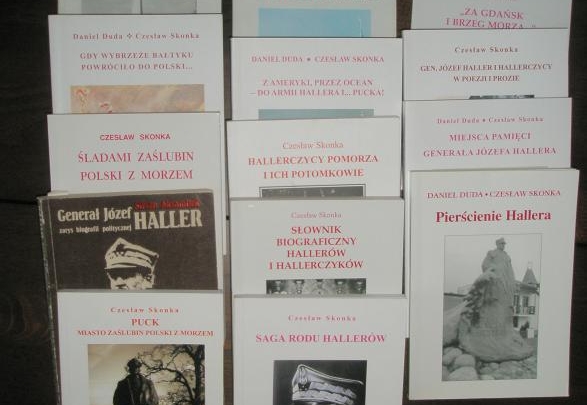 Daniel Duda ✢ Czesław Skonka
GDY WYBRZEŻE BAŁTYKU
POWRÓCIŁO DO POLSKI...
CZESŁAW SKONKA
ŚLADAMI ZAŚLUBIN
POLSKI Z MORZEM
Generał Józef
HALLER
zarys biografii politycznej
Czesław Skonka
PUCK
MIASTO ZAŚLUBIN POLSKI Z MORZEM
DANIEL DUDA • CZESŁAW SKONKA
Z AMERYKI, PRZEZ OCEAN
– DO ARMII HALLERA I... PUCKA!
Czesław Skonka
HALLERCZYCY POMORZA
I ICH POTOMKOWIE
Czesław Skonka
SŁOWNIK
BIOGRAFICZNY
HALLERÓW
I HALLERCZYKÓW
Czesław Skonka
SAGA RODU HALLERÓW
„ZA GDAŃSK
I BRZEG MORZA..."
Czesław Skonka
GEN. JÓZEF HALLER I HALLERCZYCY
W POEZJI I PROZIE
Daniel Duda • Czesław Skonka
MIEJSCA PAMIĘCI
GENERAŁA JÓZEFA HALLERA
DANIEL DUDA • CZESŁAW SKONKA
Pierścienie Hallera